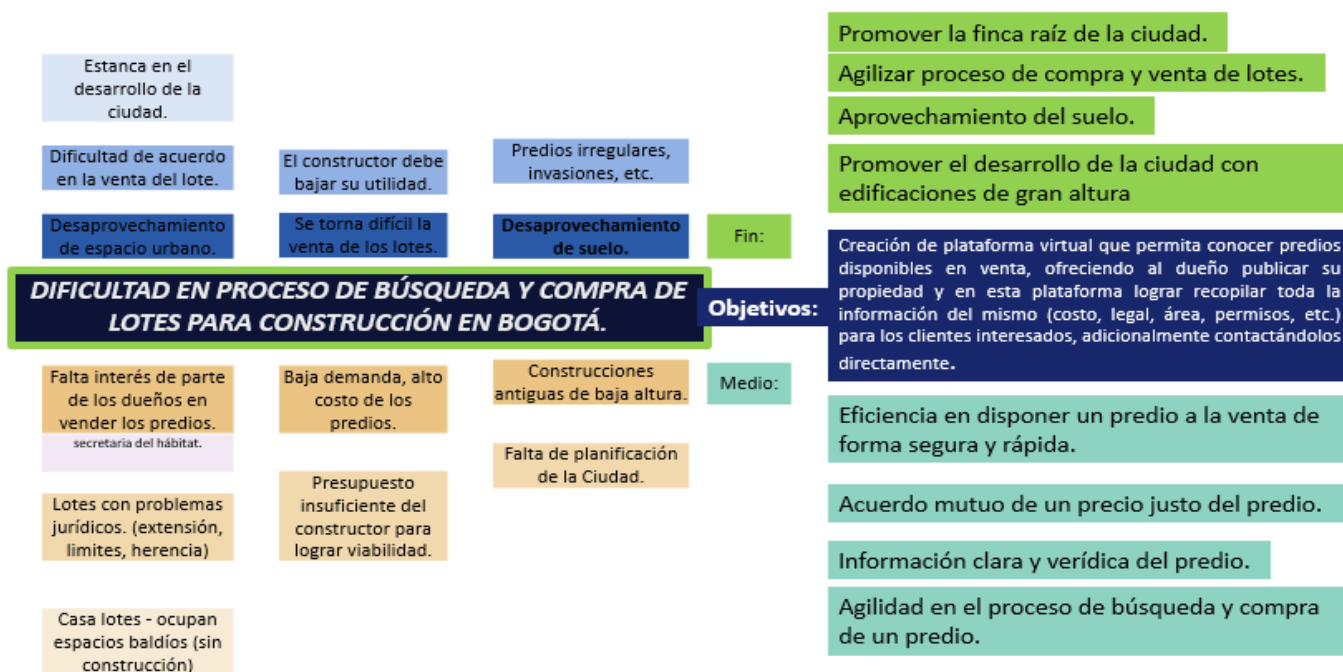 Estanca en el
desarrollo de la
ciudad.
Dificultad de acuerdo
en la venta del lote.
El constructor debe
bajar su utilidad.
Predios irregulares,
invasiones, etc.
Desaprovechamiento
de espacio urbano.
Se torna difícil la
venta de los lotes.
Desaprovechamiento
de suelo.
DIFICULTAD EN PROCESO DE BÚSQUEDA Y COMPRA DE
LOTES PARA CONSTRUCCIÓN EN BOGOTÁ.
Falta interés de parte
de los dueños en
vender los predios.
secretaria del hábitat.
Baja demanda, alto
costo de los
predios.
Construcciones
antiguas de baja altura.
Lotes con problemas
jurídicos. (extensión,
limites, herencia)
Presupuesto
insuficiente del
constructor para
lograr viabilidad.
Falta de planificación
de la Ciudad.
Casa lotes - ocupan
espacios baldíos (sin
construcción)
Fin:
Promover la finca raíz de la ciudad.
Agilizar proceso de compra y venta de lotes.
Aprovechamiento del suelo.
Promover el desarrollo de la ciudad con
edificaciones de gran altura
Objetivos:
Creación de plataforma virtual que permita conocer predios
disponibles en venta, ofreciendo al dueño publicar su
propiedad y en esta plataforma lograr recopilar toda la
información del mismo (costo, legal, área, permisos, etc.)
para los clientes interesados, adicionalmente contactándolos
directamente.
Medio:
Eficiencia en disponer un predio a la venta de
forma segura y rápida.
Acuerdo mutuo de un precio justo del predio.
Información clara y verídica del predio.
Agilidad en el proceso de búsqueda y compra
de un predio.